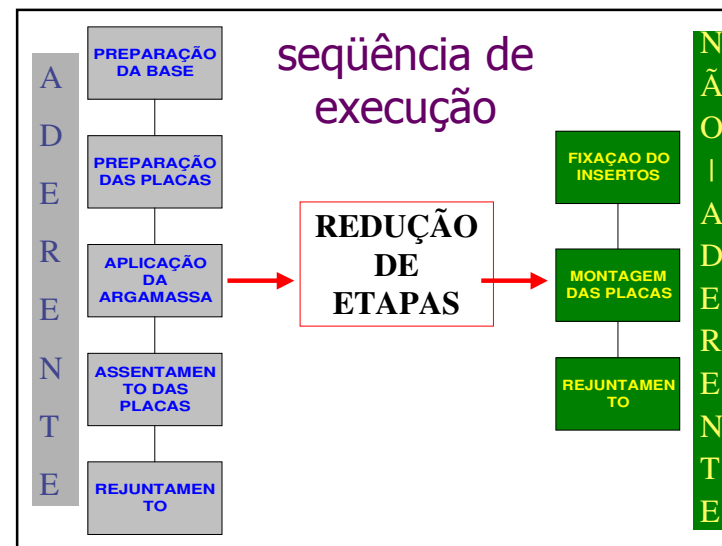 seqüência de
execução
A
D
E
R
E
N
T
E
PREPARAÇÃO
DA BASE
PREPARAÇÃO
DAS PLACAS
APLICAÇÃO
DA
ARGAMASSA
ASSENTAMEN
TO DAS
PLACAS
REJUNTAMEN
TO
REDUÇÃO
DE
ETAPAS
FIXAÇAO DO
INSERTOS
MONTAGEM
DAS PLACAS
REJUNTAMEN
TO
N
Ã
O
|
A
D
E
R
E
N
T
E